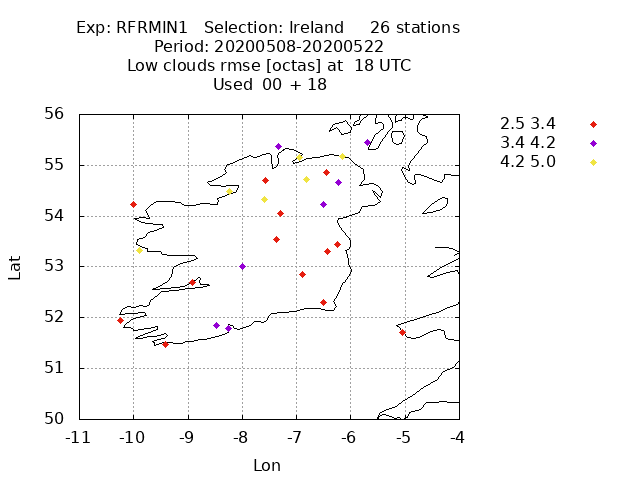 Exp: RFRMIN1   Selection: Ireland     26 stations
Period: 20200508-20200522
Low clouds rmse [octas] at  18 UTC
Used  00 + 18
2.5 3.4
3.4 4.2
4.2 5.0
56
55
54
53
52
51
50
Lat
-11 -10 -9 -8 -7 -6 -5 -4
Lon